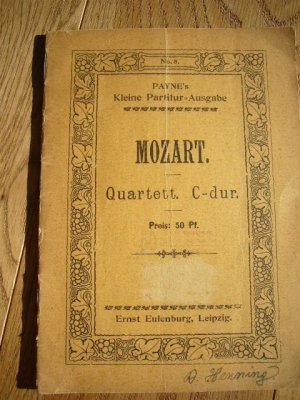 No. 8.
PAYNE's
Kleine Partitur-Ausgabe
MOZART.
Quartett. C-dur.
Preis: 50 Pf.
Ernst Eulenburg, Leipzig.
D. Henning